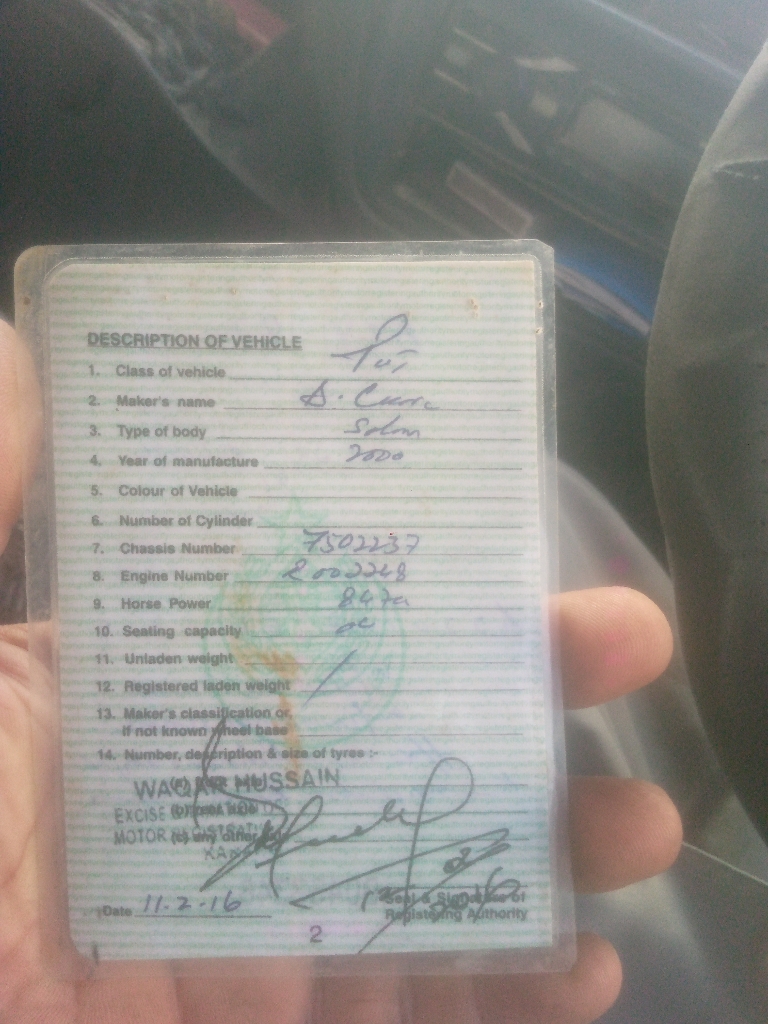 DESCRIPTION OF VEHICLE
1. Class of vehicle
2. Maker's name
3. Type of body
4. Year of manufacture 2000
5. Colour of Vehicle
6. Number of Cylinder
7. Chassis Number 7502237
8. Engine Number 2002248
9. Horse Power
10. Seating capacity
11. Unladen weight
12. Registered laden weight
13. Maker's classification or,
if not known wheel base
14. Number, description & size of tyres :-
WAQAR HUSSAIN
EXCISE
MOTOR
(c) any other
Date 11.2.16
Seal & Signature of
Registering Authority
2